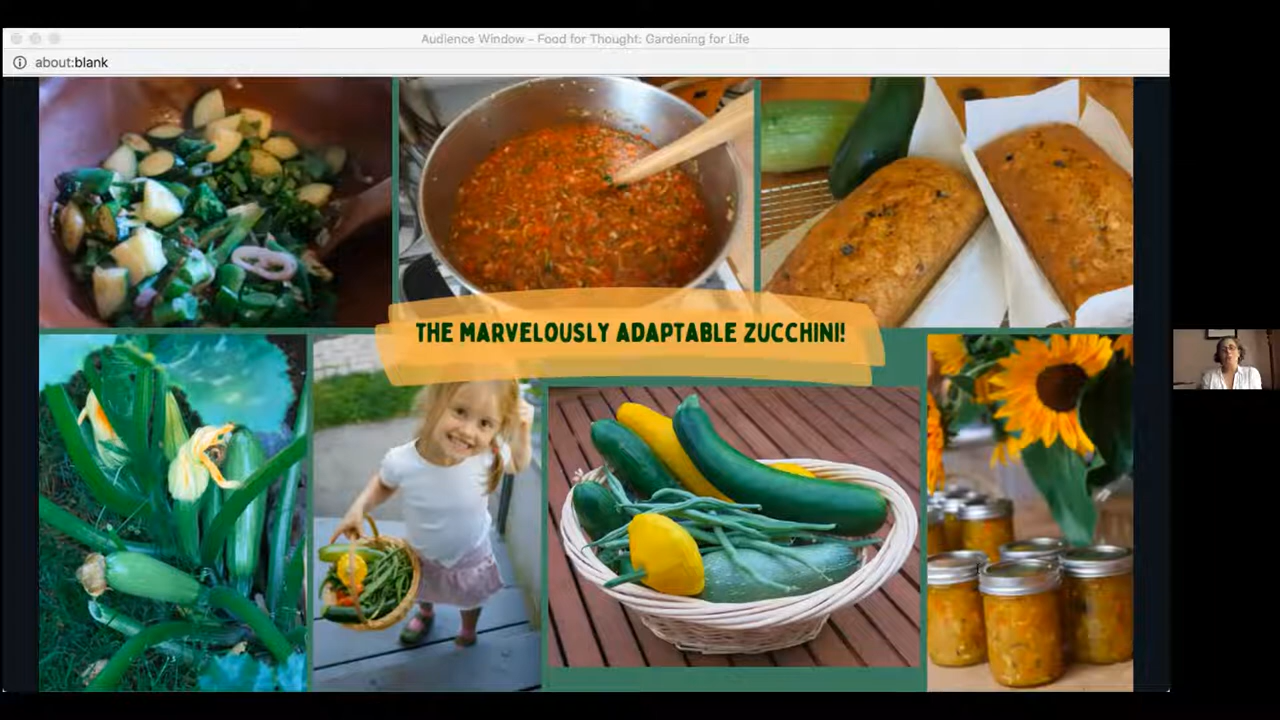 Audience Window – Food for Thought: Gardening for Life
about:blank
THE MARVELOUSLY ADAPTABLE ZUCCHINI!